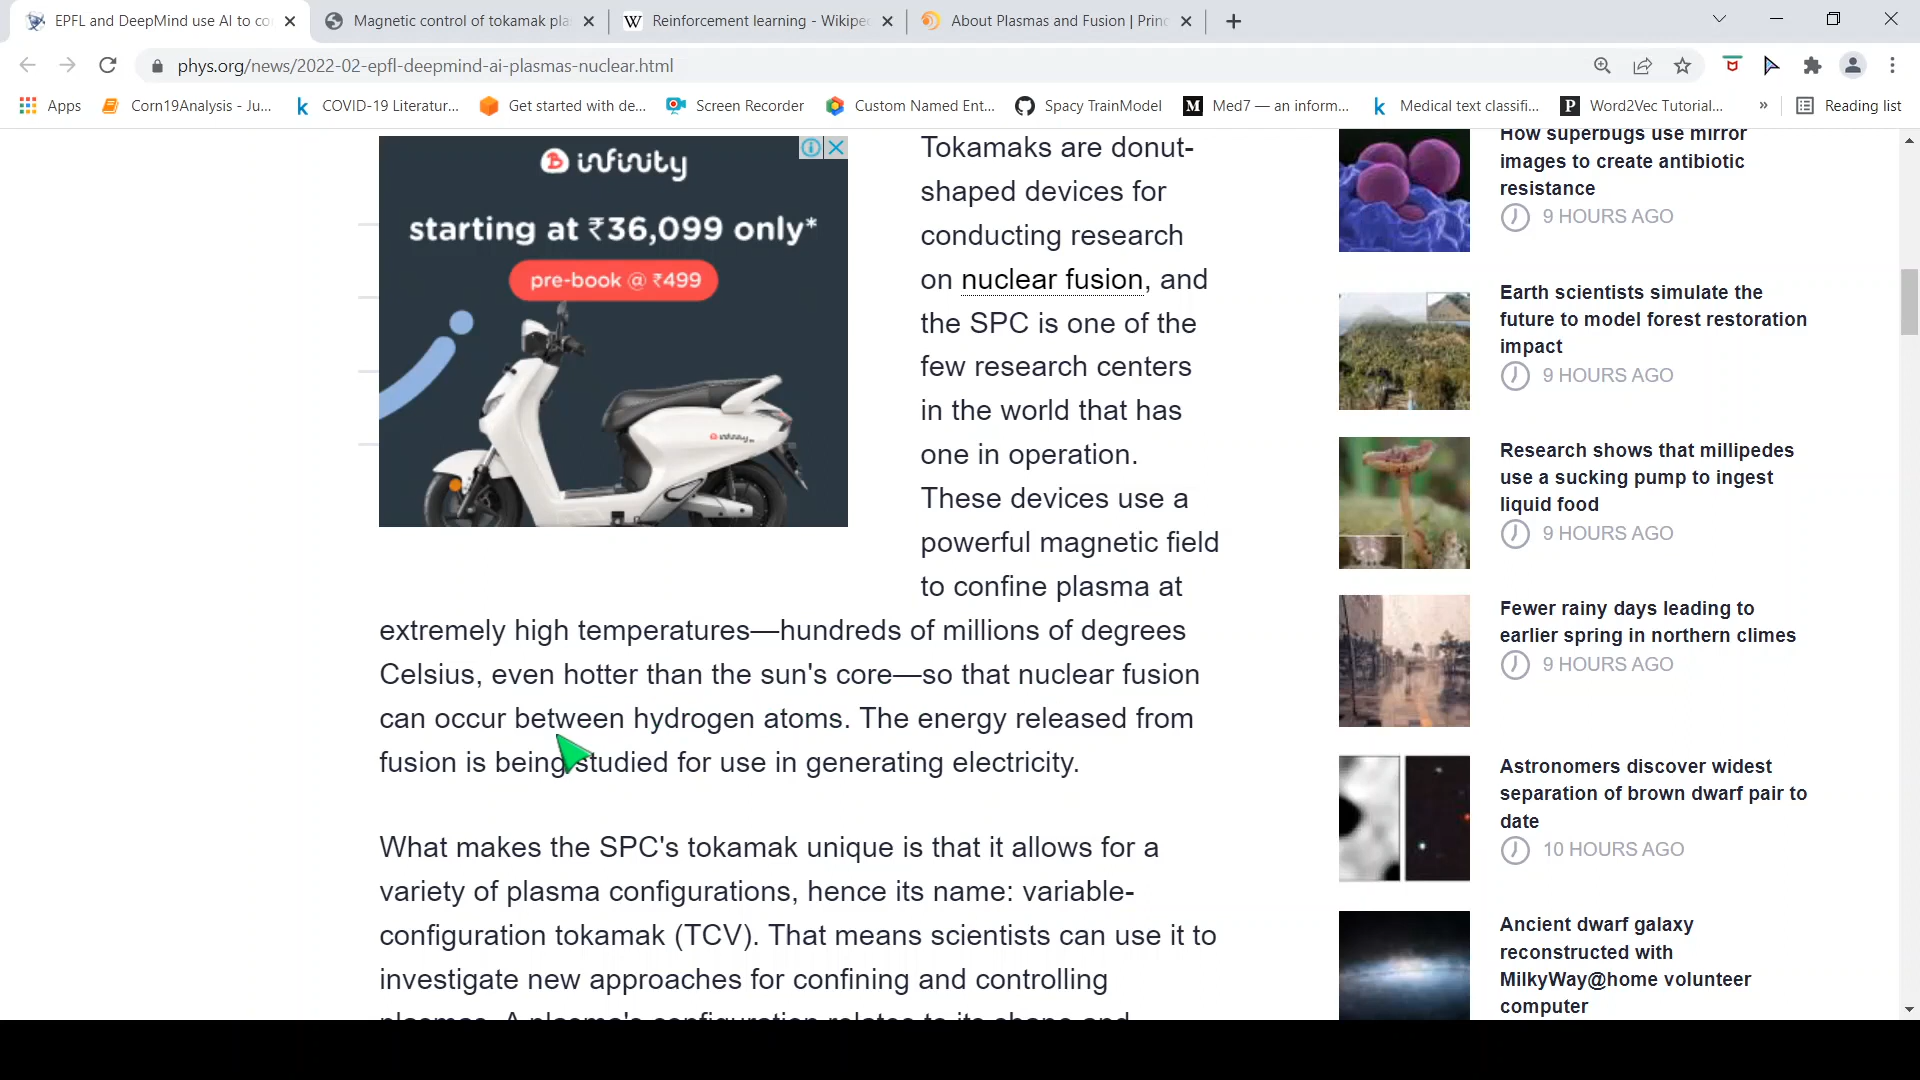 EPFL and DeepMind use AI to co
Magnetic control of tokamak pla
Reinforcement learning - Wikipe
About Plasmas and Fusion | Prin
phys.org/news/2022-02-epfl-deepmind-ai-plasmas-nuclear.html
Apps
Corn19Analysis - Ju...
COVID-19 Literatur...
Get started with de...
Screen Recorder
Custom Named Ent...
Spacy TrainModel
Med7 — an inform...
Medical text classifi...
Word2Vec Tutorial...
»
Reading list
infinity
starting at ₹36,099 only*
pre-book @ ₹499
infinity
Tokamaks are donut-
shaped devices for
conducting research
on nuclear fusion, and
the SPC is one of the
few research centers
in the world that has
one in operation.
These devices use a
powerful magnetic field
to confine plasma at
extremely high temperatures—hundreds of millions of degrees
Celsius, even hotter than the sun's core—so that nuclear fusion
can occur between hydrogen atoms. The energy released from
fusion is being studied for use in generating electricity.
What makes the SPC's tokamak unique is that it allows for a
variety of plasma configurations, hence its name: variable-
configuration tokamak (TCV). That means scientists can use it to
investigate new approaches for confining and controlling
plasmas. A plasma's configuration relates to its shape and
How superbugs use mirror
images to create antibiotic
resistance
9 HOURS AGO
Earth scientists simulate the
future to model forest restoration
impact
9 HOURS AGO
Research shows that millipedes
use a sucking pump to ingest
liquid food
9 HOURS AGO
Fewer rainy days leading to
earlier spring in northern climes
9 HOURS AGO
Astronomers discover widest
separation of brown dwarf pair to
date
10 HOURS AGO
Ancient dwarf galaxy
reconstructed with
MilkyWay@home volunteer
computer